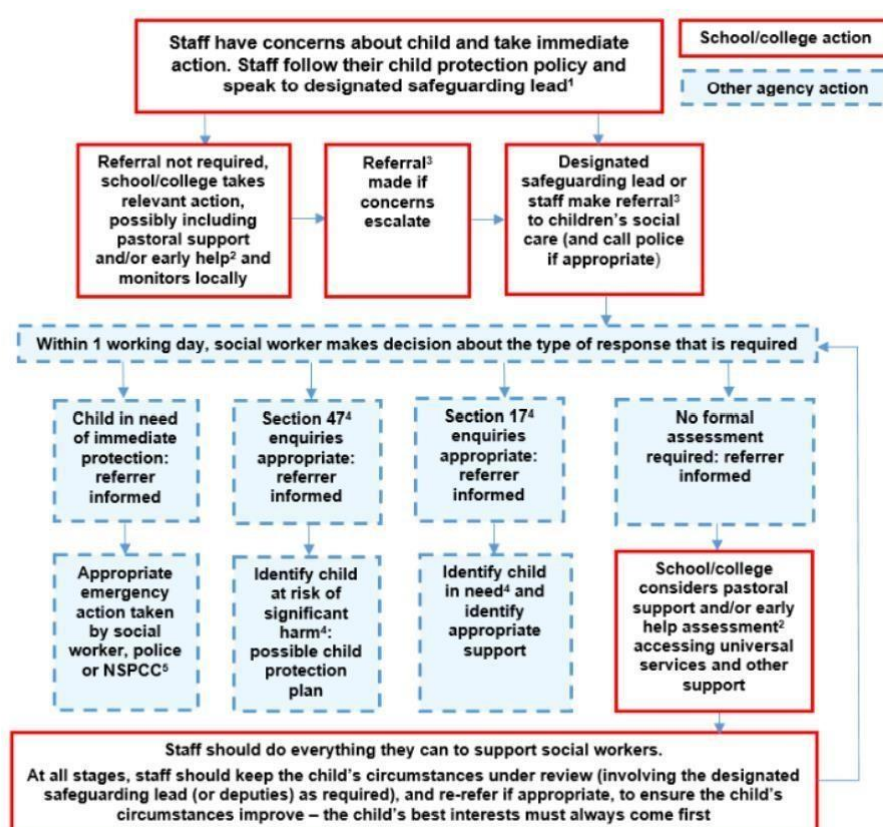 Staff have concerns about child and take immediate
action. Staff follow their child protection policy and
speak to designated safeguarding lead¹
School/college action
Other agency action
Referral not required,
school/college takes
relevant action,
possibly including
pastoral support
and/or early help² and
monitors locally
Referral³
made if
concerns
escalate
Designated
safeguarding lead or
staff make referral³
to children's social
care (and call police
if appropriate)
Within 1 working day, social worker makes decision about the type of response that is required
Child in need
of immediate
protection:
referrer
informed
Section 47⁴
enquiries
appropriate:
referrer
informed
Section 17⁴
enquiries
appropriate:
referrer
informed
No formal
assessment
required: referrer
informed
Appropriate
emergency
action taken
by social
worker, police
or NSPCC⁵
Identify child
at risk of
significant
harm⁴:
possible child
protection
plan
Identify child
in need⁴ and
identify
appropriate
support
School/college
considers pastoral
support and/or early
help assessment²
accessing universal
services and other
support
Staff should do everything they can to support social workers.
At all stages, staff should keep the child's circumstances under review (involving the designated
safeguarding lead (or deputies) as required), and re-refer if appropriate, to ensure the child's
circumstances improve – the child's best interests must always come first